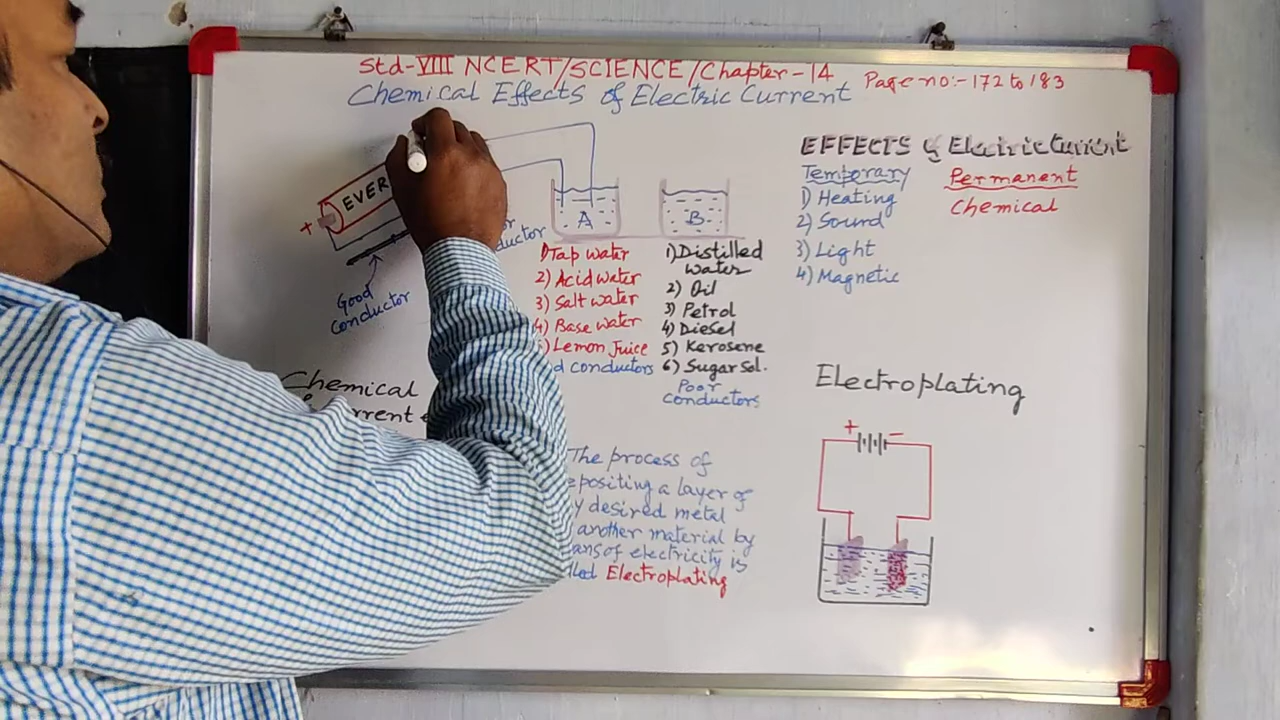 Std-VIII NCERT/SCIENCE/Chapter-14
Page no:-172 to 183
Chemical Effects of Electric Current
+
EVER
Good
conductor
A
B
1) Tap water
2) Acid water
3) Salt water
4) Base water
) Lemon Juice
conductors
1) Distilled
water
2) Oil
3) Petrol
4) Diesel
5) Kerosene
6) Sugar Sol.
Poor
conductors
EFFECTS of Electric Current
Temporary
1) Heating
2) Sound
3) Light
4) Magnetic
Permanent
Chemical
Chemical
The process of
a layer of
desired metal
another material by
of electricity is
Electroplating
Electroplating
+ −